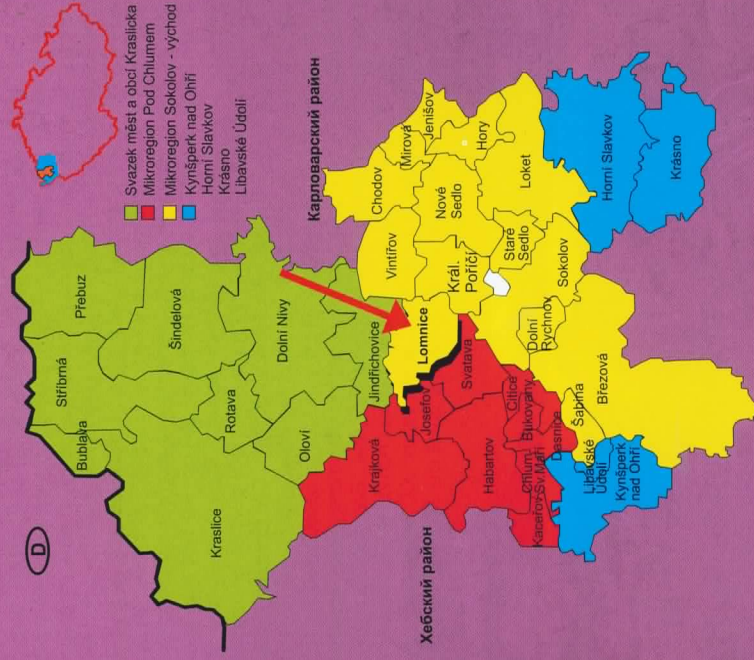 D
Svazek měst a obcí Kraslicka
Mikroregion Pod Chlumem
Mikroregion Sokolov - východ
Kynšperk nad Ohří
Horní Slavkov
Krásno
Libavské Údolí
Stříbrná
Přebuz
Bublava
Šindelová
Kraslice
Rotava
Dolní Nivy
Oloví
Jindřichovice
Карловарский район
Хебский район
Krajková
Josefov
Lomnice
Vintířov
Chodov
Mírová
Jenišov
Svatava
Král.
Poříčí
Nové
Sedlo
Hory
Habartov
Citice
Bukovany
Dasnice
Chlum
Sv. Maří
Kaceřov
Staré
Sedlo
Loket
Dolní
Rychnov
Sokolov
Šabina
Březová
Libavské
Údolí
Kynšperk
nad Ohří
Horní Slavkov
Krásno